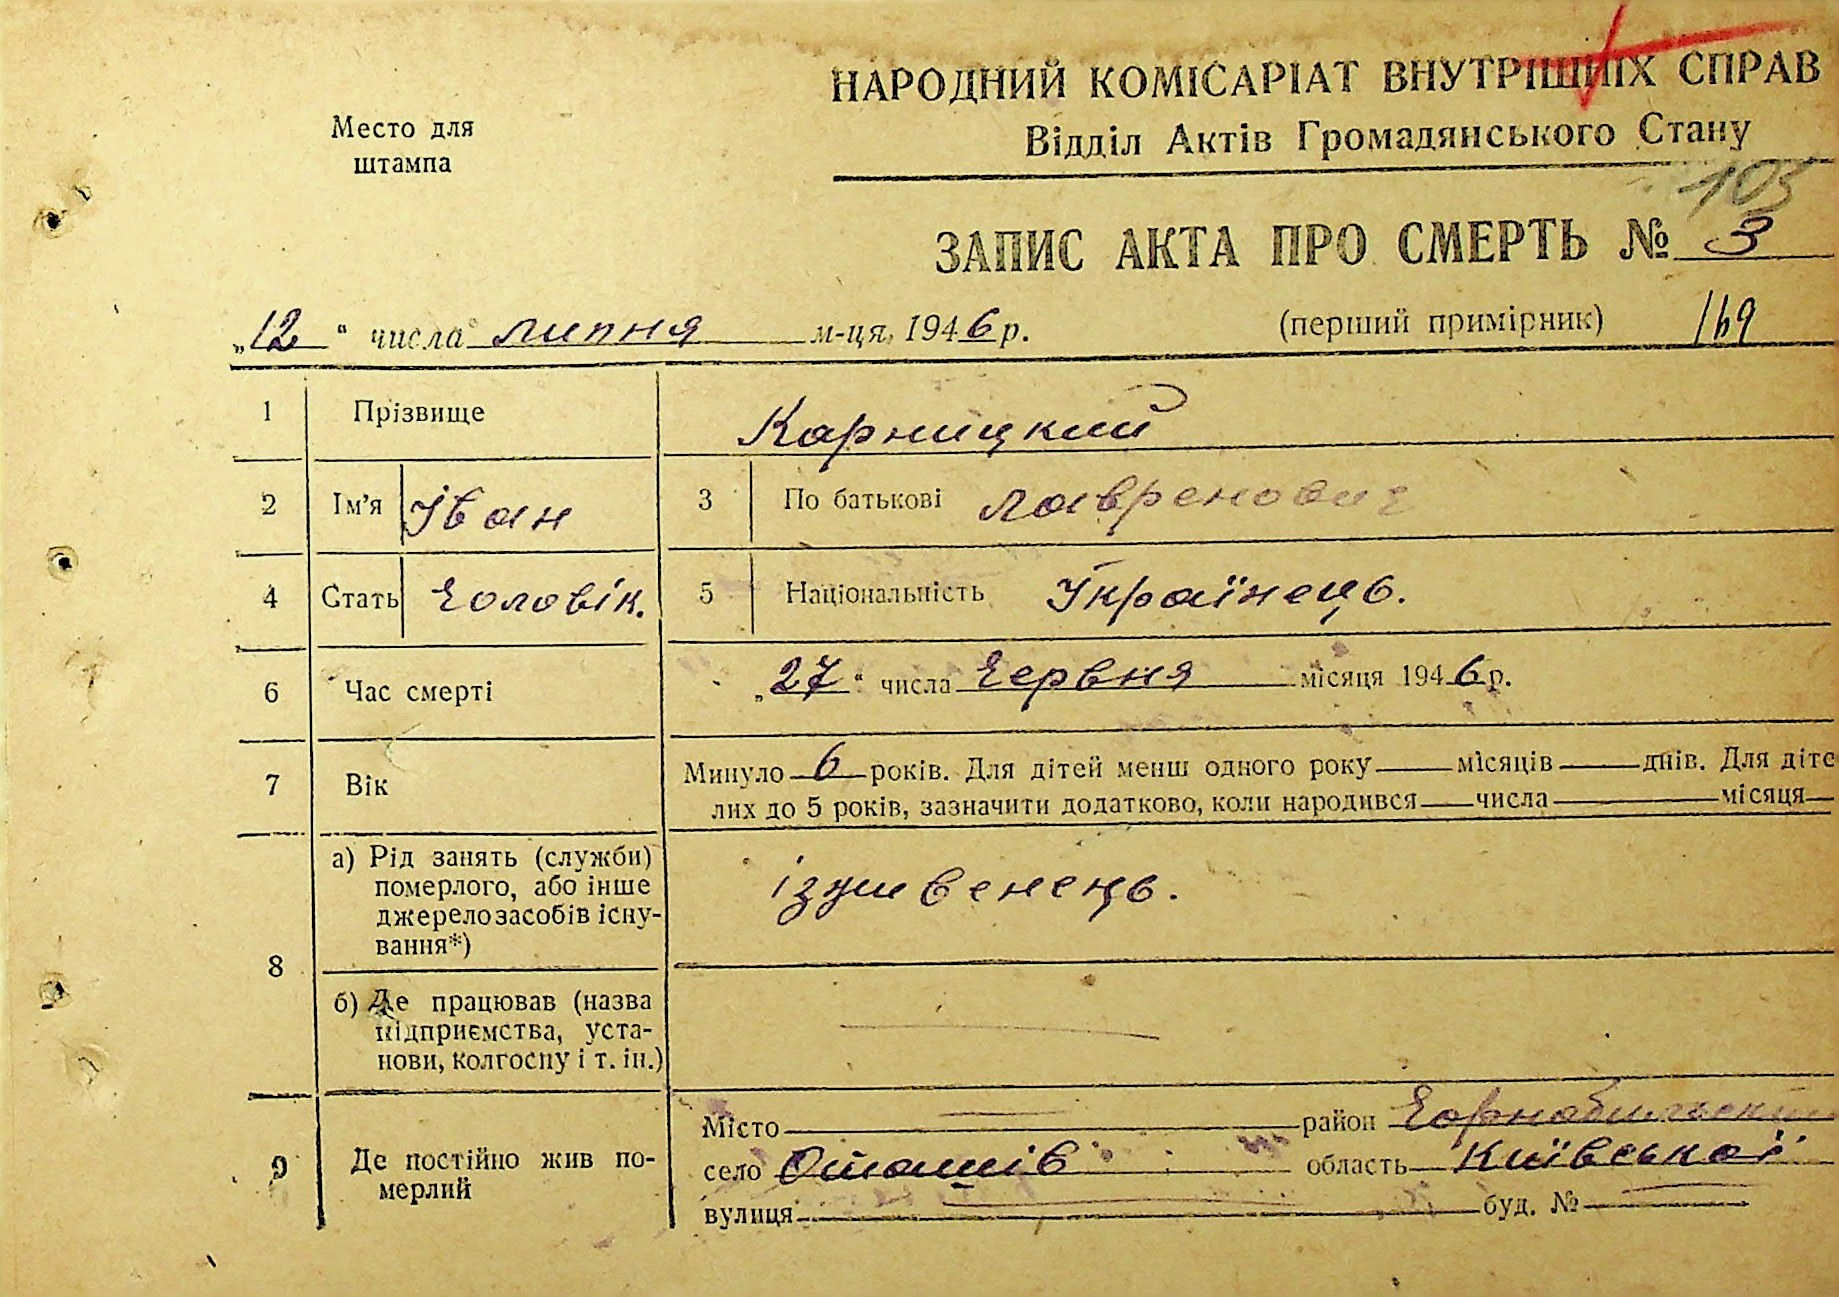 НАРОДНИЙ КОМІСАРІАТ ВНУТРІШНІХ СПРАВ
Відділ Актів Громадянського Стану
Место для
штампа
103
ЗАПИС АКТА ПРО СМЕРТЬ № 3
„12“ числа липня м-ця, 1946 р.
(перший примірник) 169
1 Прізвище Карницкий
2 Ім'я Іван 3 По батькові Лавренович
4 Стать Чоловік. 5 Національність Українець.
6 Час смерті „27“ числа Червня місяця 1946 р.
7 Вік Минуло 6 років. Для дітей менш одного року — місяців — днів. Для діте
лих до 5 років, зазначити додатково, коли народився — числа — місяця —
8 а) Рід занять (служби)
померлого, або інше
джерело засобів існу-
вання*)
ізживенець.
б) Де працював (назва
підприємства, уста-
нови, колгоспу і т. ін.)
—
9 Де постійно жив по-
мерлий
Місто — район Чорнобильский
село Оташів область Київської
вулиця — буд. № —